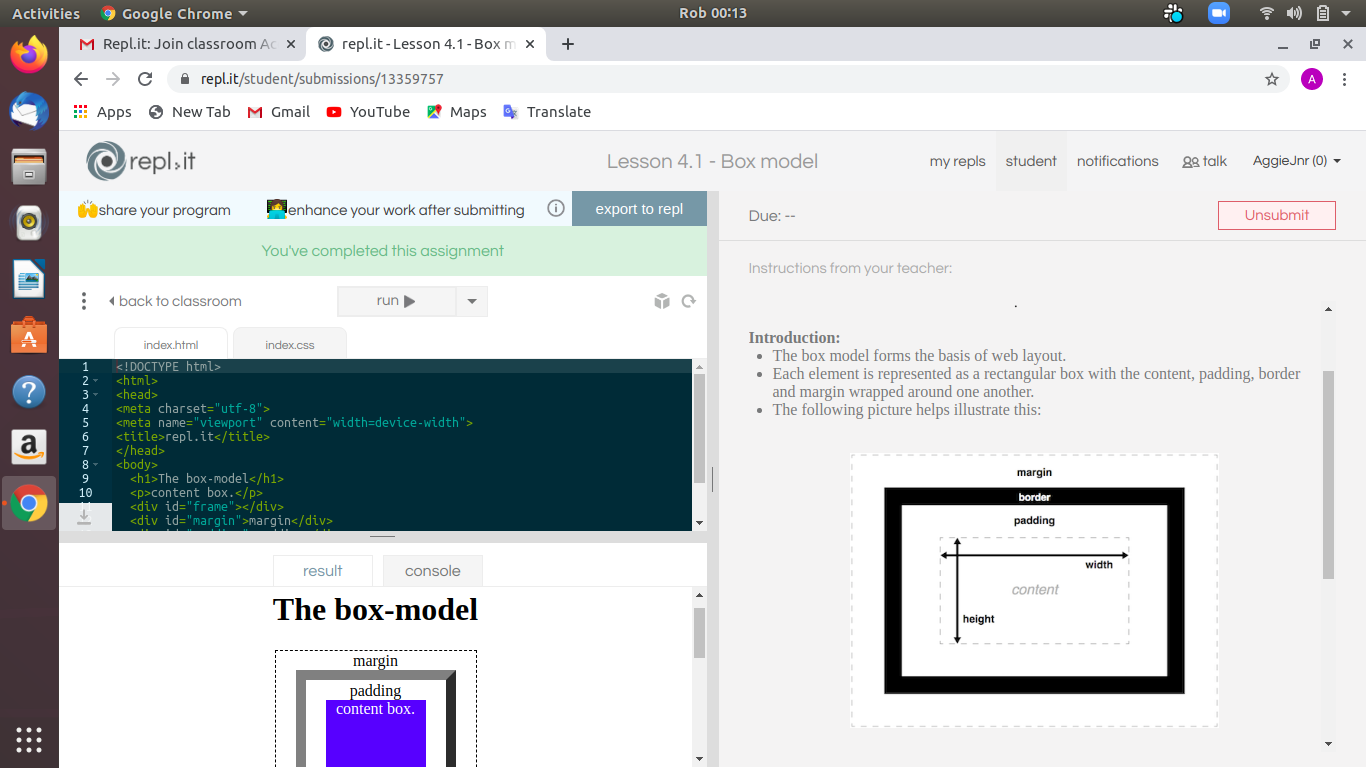 Activities Google Chrome Rob 00:13
Repl.it: Join classroom Ac repl.it - Lesson 4.1 - Box m
repl.it/student/submissions/13359757 A
Apps New Tab Gmail YouTube Maps Translate
repl.it Lesson 4.1 - Box model my repls student notifications talk AggieJnr (0)
share your program enhance your work after submitting export to repl
You've completed this assignment
back to classroom run
index.html index.css
1 <!DOCTYPE html>
2 <html>
3 <head>
4 <meta charset="utf-8">
5 <meta name="viewport" content="width=device-width">
6 <title>repl.it</title>
7 </head>
8 <body>
9 <h1>The box-model</h1>
10 <p>content box.</p>
<div id="frame"></div>
<div id="margin">margin</div>
result console
The box-model
margin
padding
content box.
Due: -- Unsubmit
Instructions from your teacher:
.
Introduction:
• The box model forms the basis of web layout.
• Each element is represented as a rectangular box with the content, padding, border
and margin wrapped around one another.
• The following picture helps illustrate this:
margin
border
padding
width
content
height